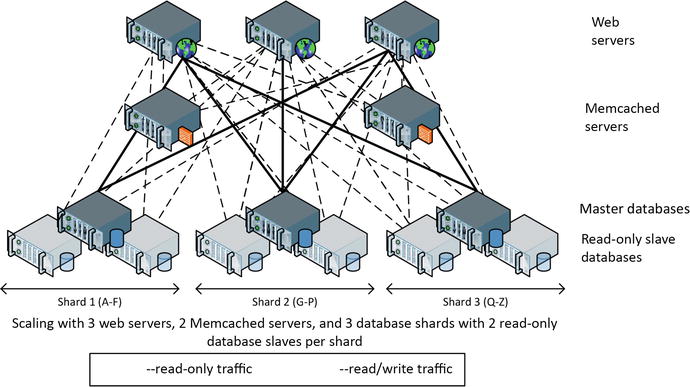 Web
servers
Memcached
servers
Master databases
Read-only slave
databases
Shard 1 (A-F)
Shard 2 (G-P)
Shard 3 (Q-Z)
Scaling with 3 web servers, 2 Memcached servers, and 3 database shards with 2 read-only
database slaves per shard
--read-only traffic
--read/write traffic